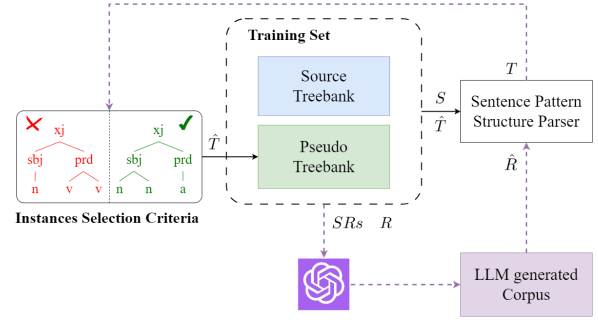 Training Set
Source
Treebank
Pseudo
Treebank
xj
sbj prd
n v v
xj
sbj prd
n n a
Instances Selection Criteria
T̂
S
T̂
T
Sentence Pattern
Structure Parser
R̂
SRs R
LLM generated
Corpus